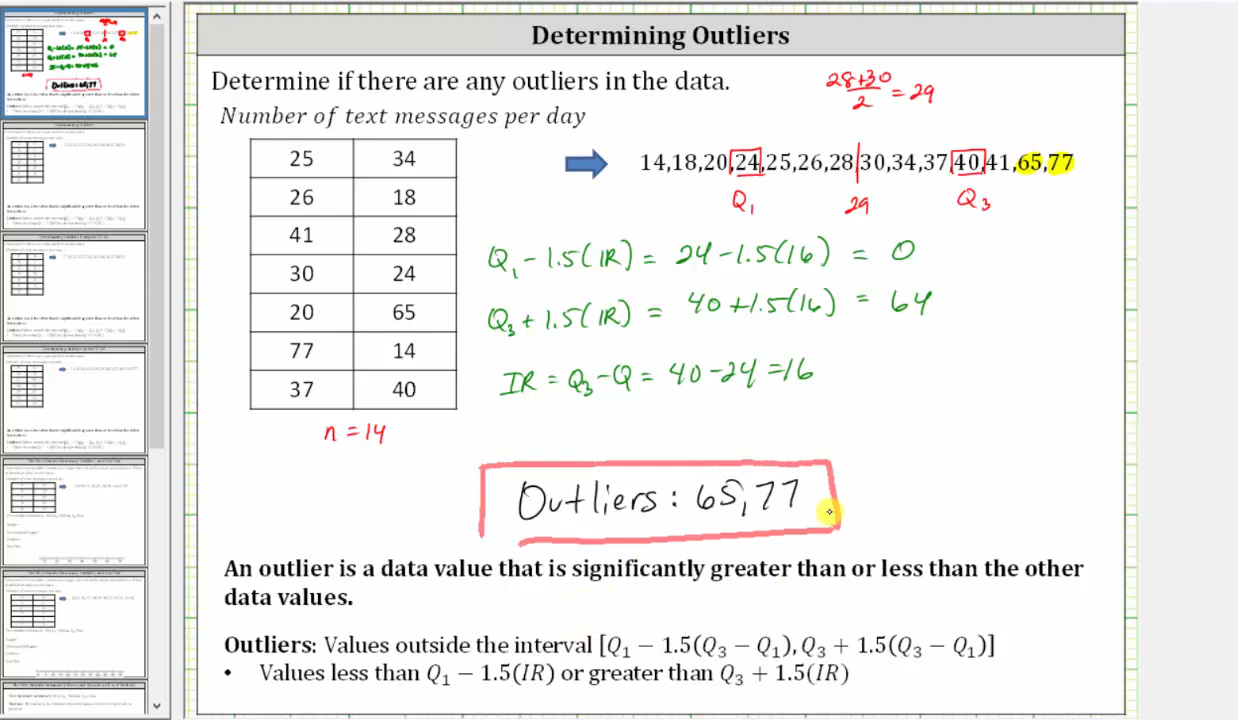 Determining Outliers
Determine if there are any outliers in the data.
28+30
2
= 29
Number of text messages per day
25 34
26 18
41 28
30 24
20 65
77 14
37 40
n = 14
14,18,20,24,25,26,28,30,34,37,40,41,65,77
Q1 29 Q3
Q1 - 1.5(IR) = 24 - 1.5(16) = 0
Q3 + 1.5(IR) = 40 + 1.5(16) = 64
IR = Q3 - Q = 40 - 24 = 16
Outliers: 65,77
An outlier is a data value that is significantly greater than or less than the other
data values.
Outliers: Values outside the interval [Q1 − 1.5(Q3 − Q1), Q3 + 1.5(Q3 − Q1)]
• Values less than Q1 − 1.5(IR) or greater than Q3 + 1.5(IR)